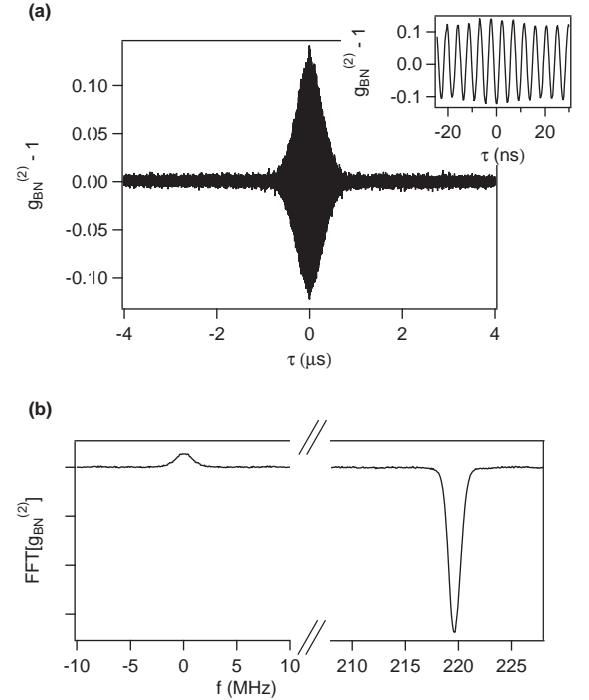 (a)
g_BN^(2) - 1
0.10
0.05
0.00
-0.05
-0.10
-4 -2 0 2 4
τ (μs)
g_BN^(2) - 1
0.1
0.0
-0.1
-20 0 20
τ (ns)
(b)
FFT[g_BN^(2)]
-10 -5 0 5 10 210 215 220 225
f (MHz)